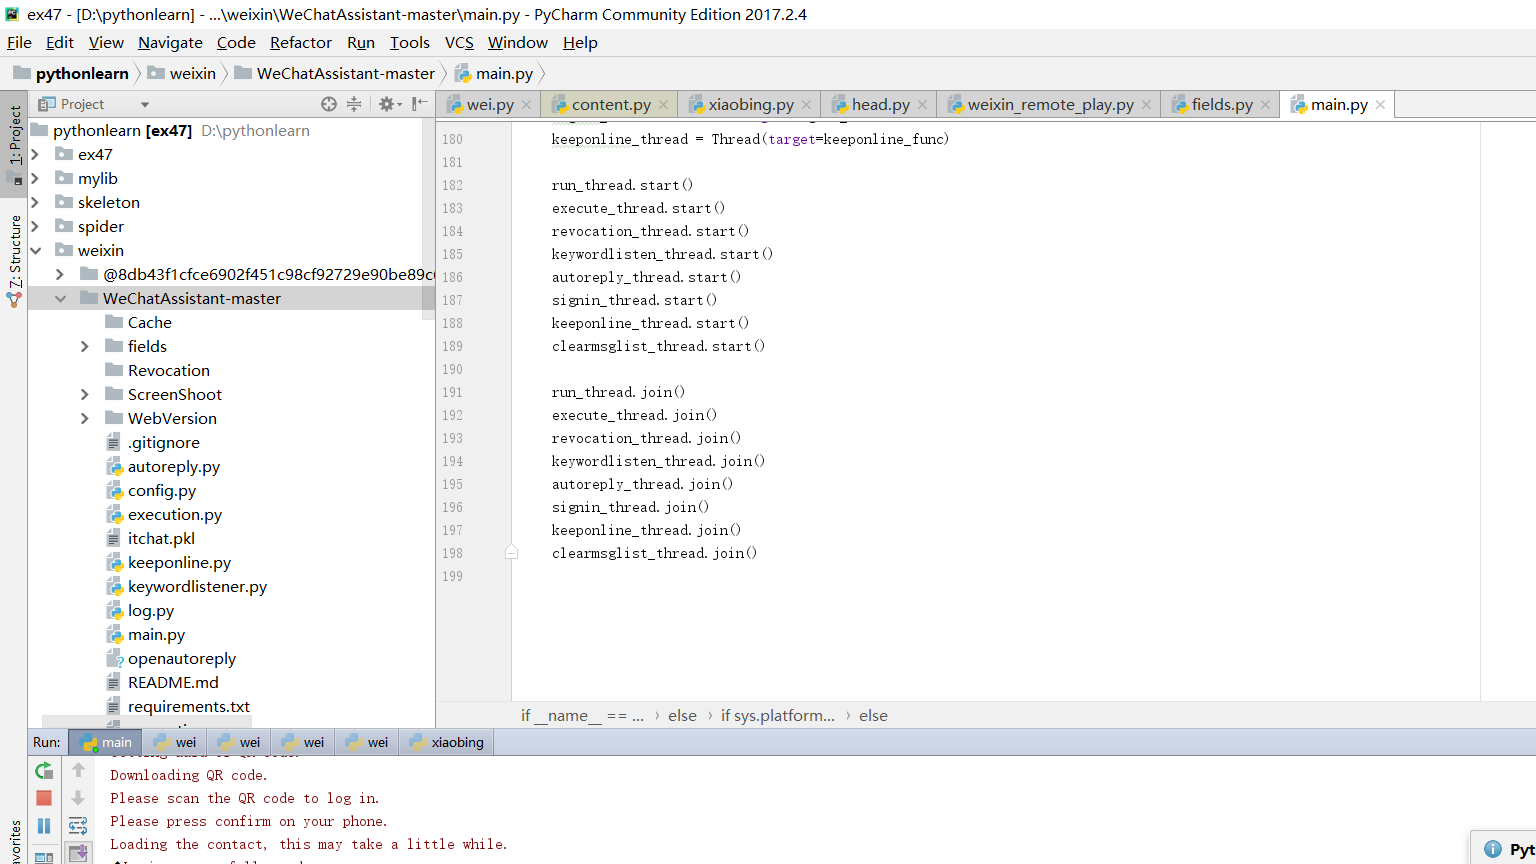 ex47 - [D:\pythonlearn] - ...\weixin\WeChatAssistant-master\main.py - PyCharm Community Edition 2017.2.4
File Edit View Navigate Code Refactor Run Tools VCS Window Help
pythonlearn weixin WeChatAssistant-master main.py
Project
wei.py content.py xiaobing.py head.py weixin_remote_play.py fields.py main.py
1: Project
Z: Structure
pythonlearn [ex47] D:\pythonlearn
ex47
mylib
skeleton
spider
weixin
@8db43f1cfce6902f451c98cf92729e90be89c
WeChatAssistant-master
Cache
fields
Revocation
ScreenShoot
WebVersion
.gitignore
autoreply.py
config.py
execution.py
itchat.pkl
keeponline.py
keywordlistener.py
log.py
main.py
openautoreply
README.md
requirements.txt
180 keeponline_thread = Thread(target=keeponline_func)
181
182 run_thread.start()
183 execute_thread.start()
184 revocation_thread.start()
185 keywordlisten_thread.start()
186 autoreply_thread.start()
187 signin_thread.start()
188 keeponline_thread.start()
189 clearmsglist_thread.start()
190
191 run_thread.join()
192 execute_thread.join()
193 revocation_thread.join()
194 keywordlisten_thread.join()
195 autoreply_thread.join()
196 signin_thread.join()
197 keeponline_thread.join()
198 clearmsglist_thread.join()
199
if __name__ == ... › else › if sys.platform... › else
Run: main wei wei wei wei xiaobing
Downloading QR code.
Please scan the QR code to log in.
Please press confirm on your phone.
Loading the contact, this may take a little while.
avorites
Pyt